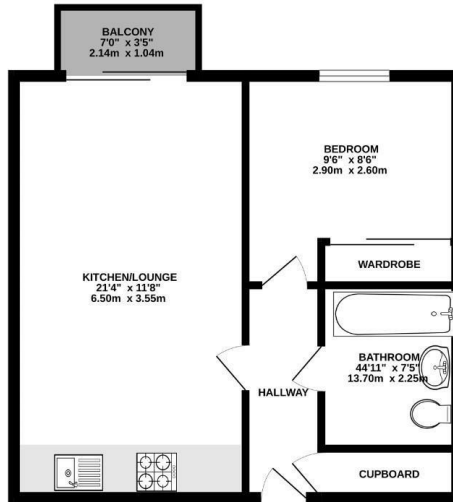 BALCONY
7'0" x 3'5"
2.14m x 1.04m
BEDROOM
9'6" x 8'6"
2.90m x 2.60m
WARDROBE
KITCHEN/LOUNGE
21'4" x 11'8"
6.50m x 3.55m
BATHROOM
44'11" x 7'5"
13.70m x 2.25m
HALLWAY
CUPBOARD